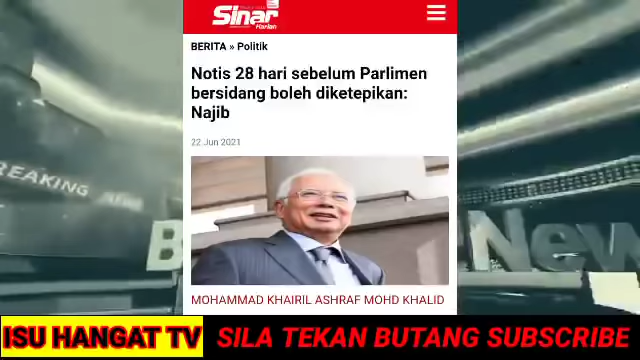 Sinar
Harian
BERITA » Politik
Notis 28 hari sebelum Parlimen
bersidang boleh diketepikan:
Najib
22 Jun 2021
MOHAMMAD KHAIRIL ASHRAF MOHD KHALID
ISU HANGAT TV
SILA TEKAN BUTANG SUBSCRIBE